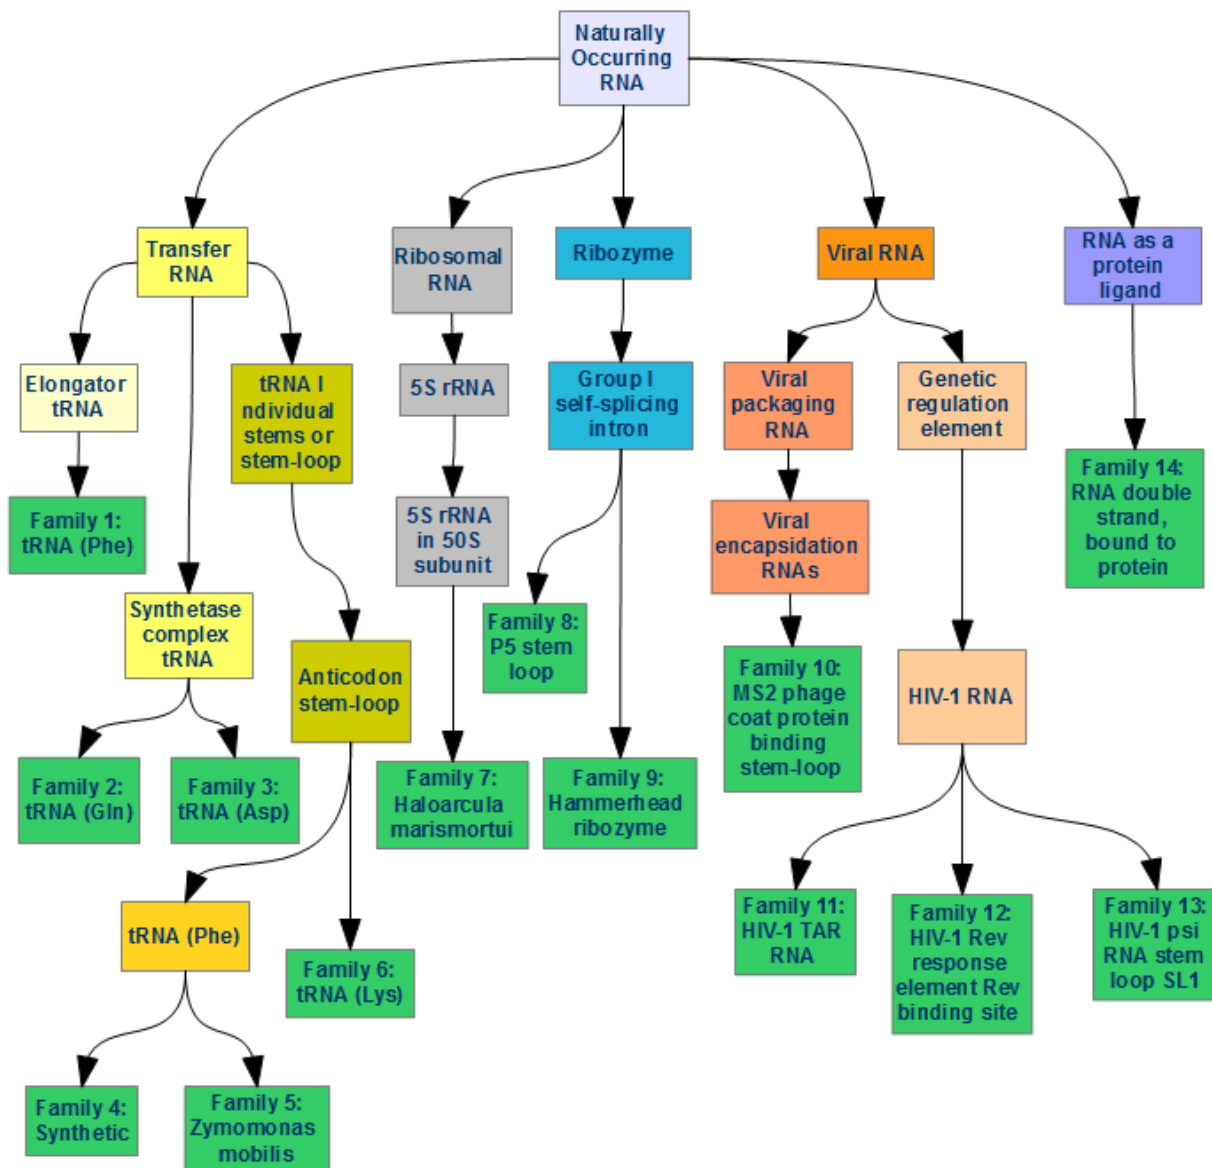 Naturally
Occurring
RNA
Transfer
RNA
Ribosomal
RNA
Ribozyme
Viral RNA
RNA as a
protein
ligand
Elongator
tRNA
tRNA I
ndividual
stems or
stem-loop
5S rRNA
Group I
self-splicing
intron
Viral
packaging
RNA
Genetic
regulation
element
Family 14:
RNA double
strand,
bound to
protein
Family 1:
tRNA (Phe)
5S rRNA
in 50S
subunit
Viral
encapsidation
RNAs
Synthetase
complex
tRNA
Anticodon
stem-loop
Family 8:
P5 stem
loop
Family 10:
MS2 phage
coat protein
binding
stem-loop
HIV-1 RNA
Family 2:
tRNA (Gln)
Family 3:
tRNA (Asp)
Family 7:
Haloarcula
marismortui
Family 9:
Hammerhead
ribozyme
tRNA (Phe)
Family 6:
tRNA (Lys)
Family 11:
HIV-1 TAR
RNA
Family 12:
HIV-1 Rev
response
element Rev
binding site
Family 13:
HIV-1 psi
RNA stem
loop SL1
Family 4:
Synthetic
Family 5:
Zymomonas
mobilis